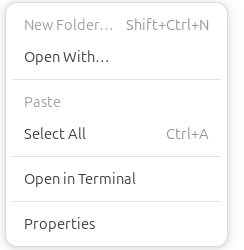 New Folder… Shift+Ctrl+N
Open With…
Paste
Select All Ctrl+A
Open in Terminal
Properties